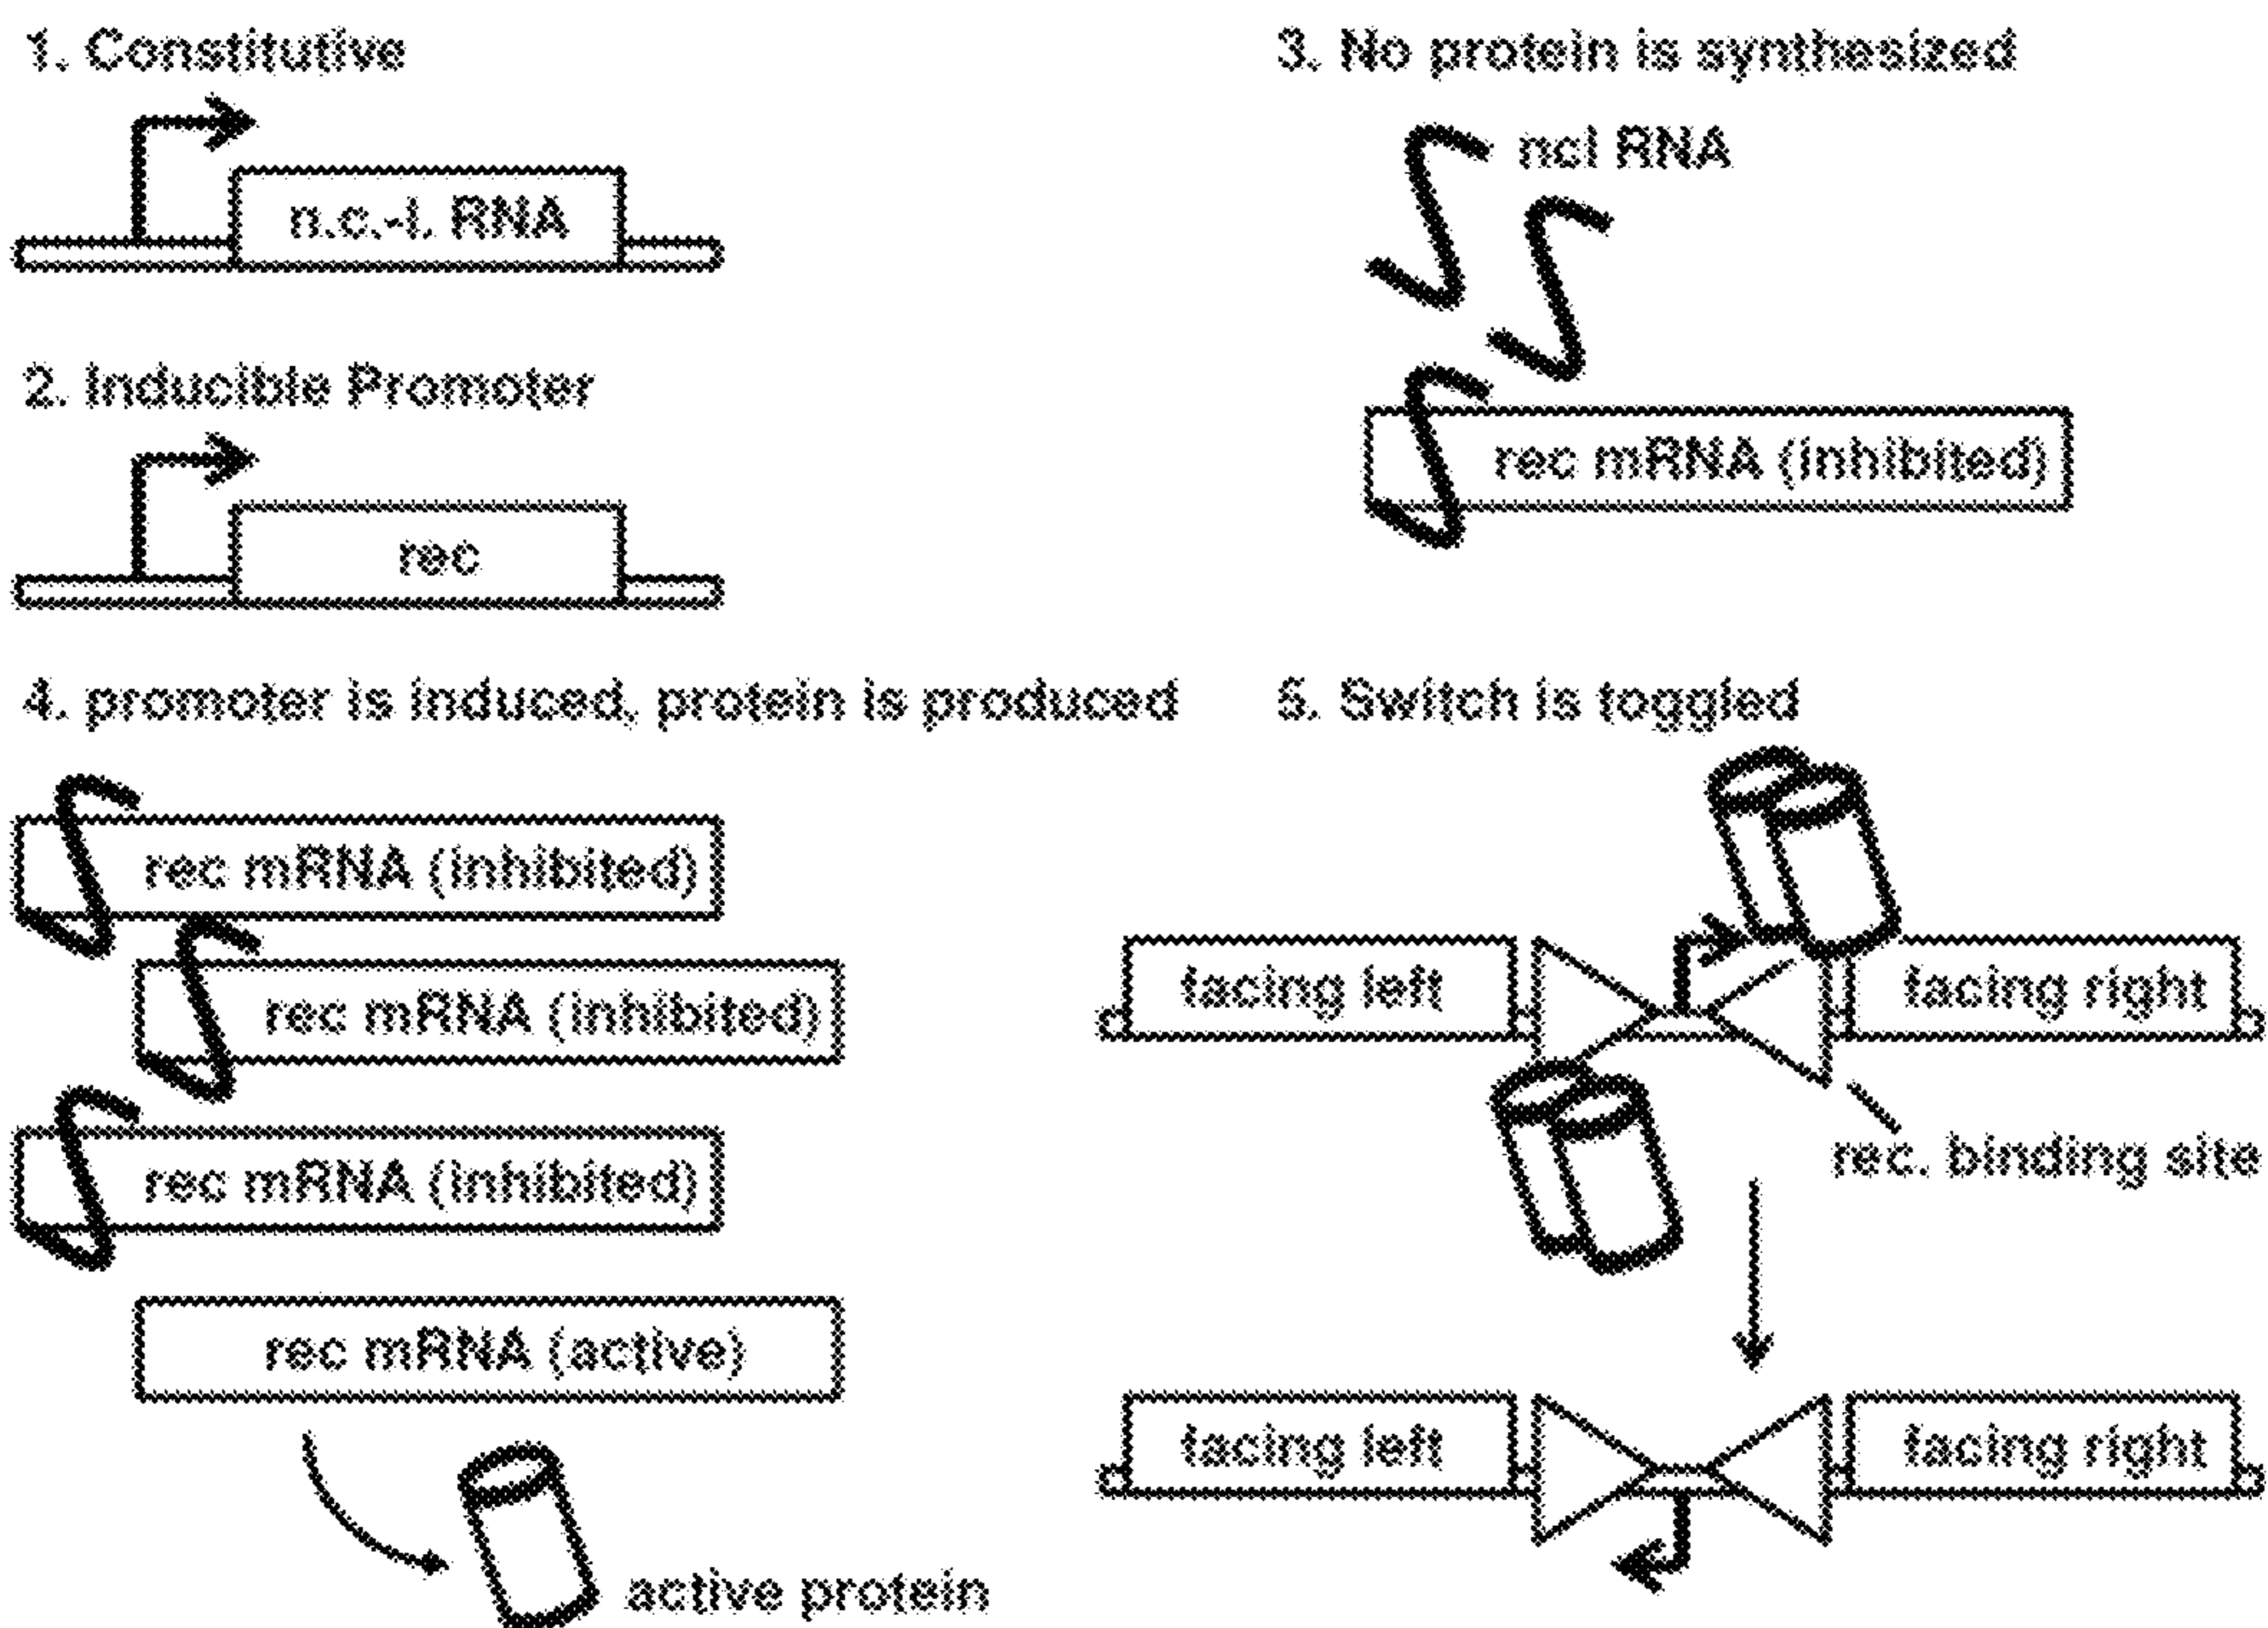 1. Constitutive
n.c.-i. RNA
2. Inducible Promoter
rec
3. No protein is synthesized
nci RNA
rec mRNA (inhibited)
4. promoter is induced, protein is produced
rec mRNA (inhibited)
rec mRNA (inhibited)
rec mRNA (inhibited)
rec mRNA (active)
active protein
5. Switch is toggled
facing left
facing right
rec. binding site
facing left
facing right